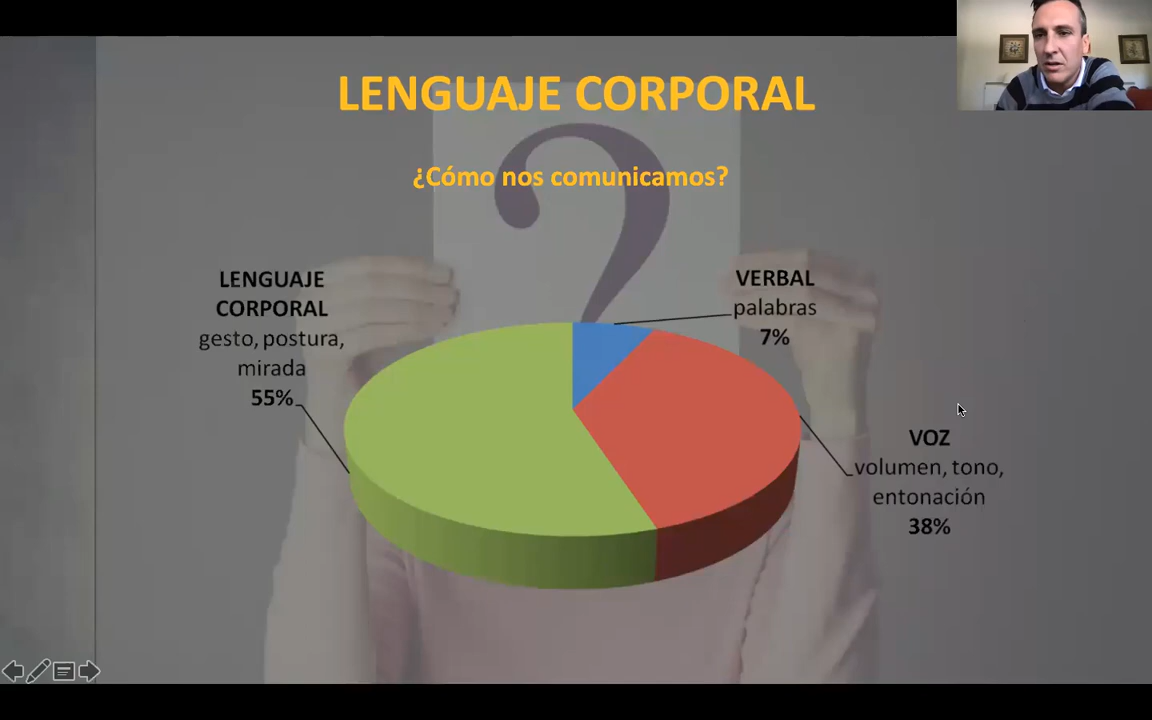 LENGUAJE CORPORAL
¿Cómo nos comunicamos?
LENGUAJE
CORPORAL
gesto, postura,
mirada
55%
VERBAL
palabras
7%
VOZ
volumen, tono,
entonación
38%